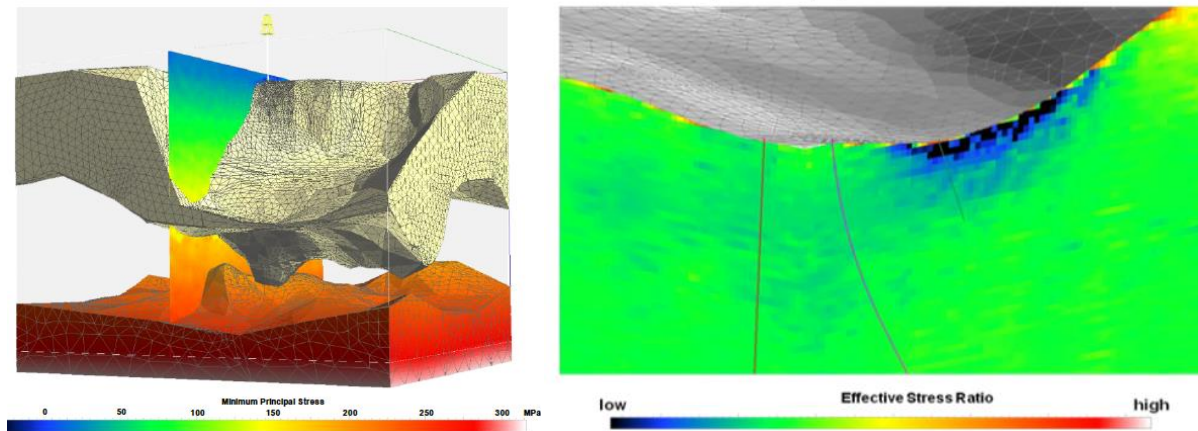 Minimum Principal Stress
0 50 100 150 200 250 300 MPa
Effective Stress Ratio
low high